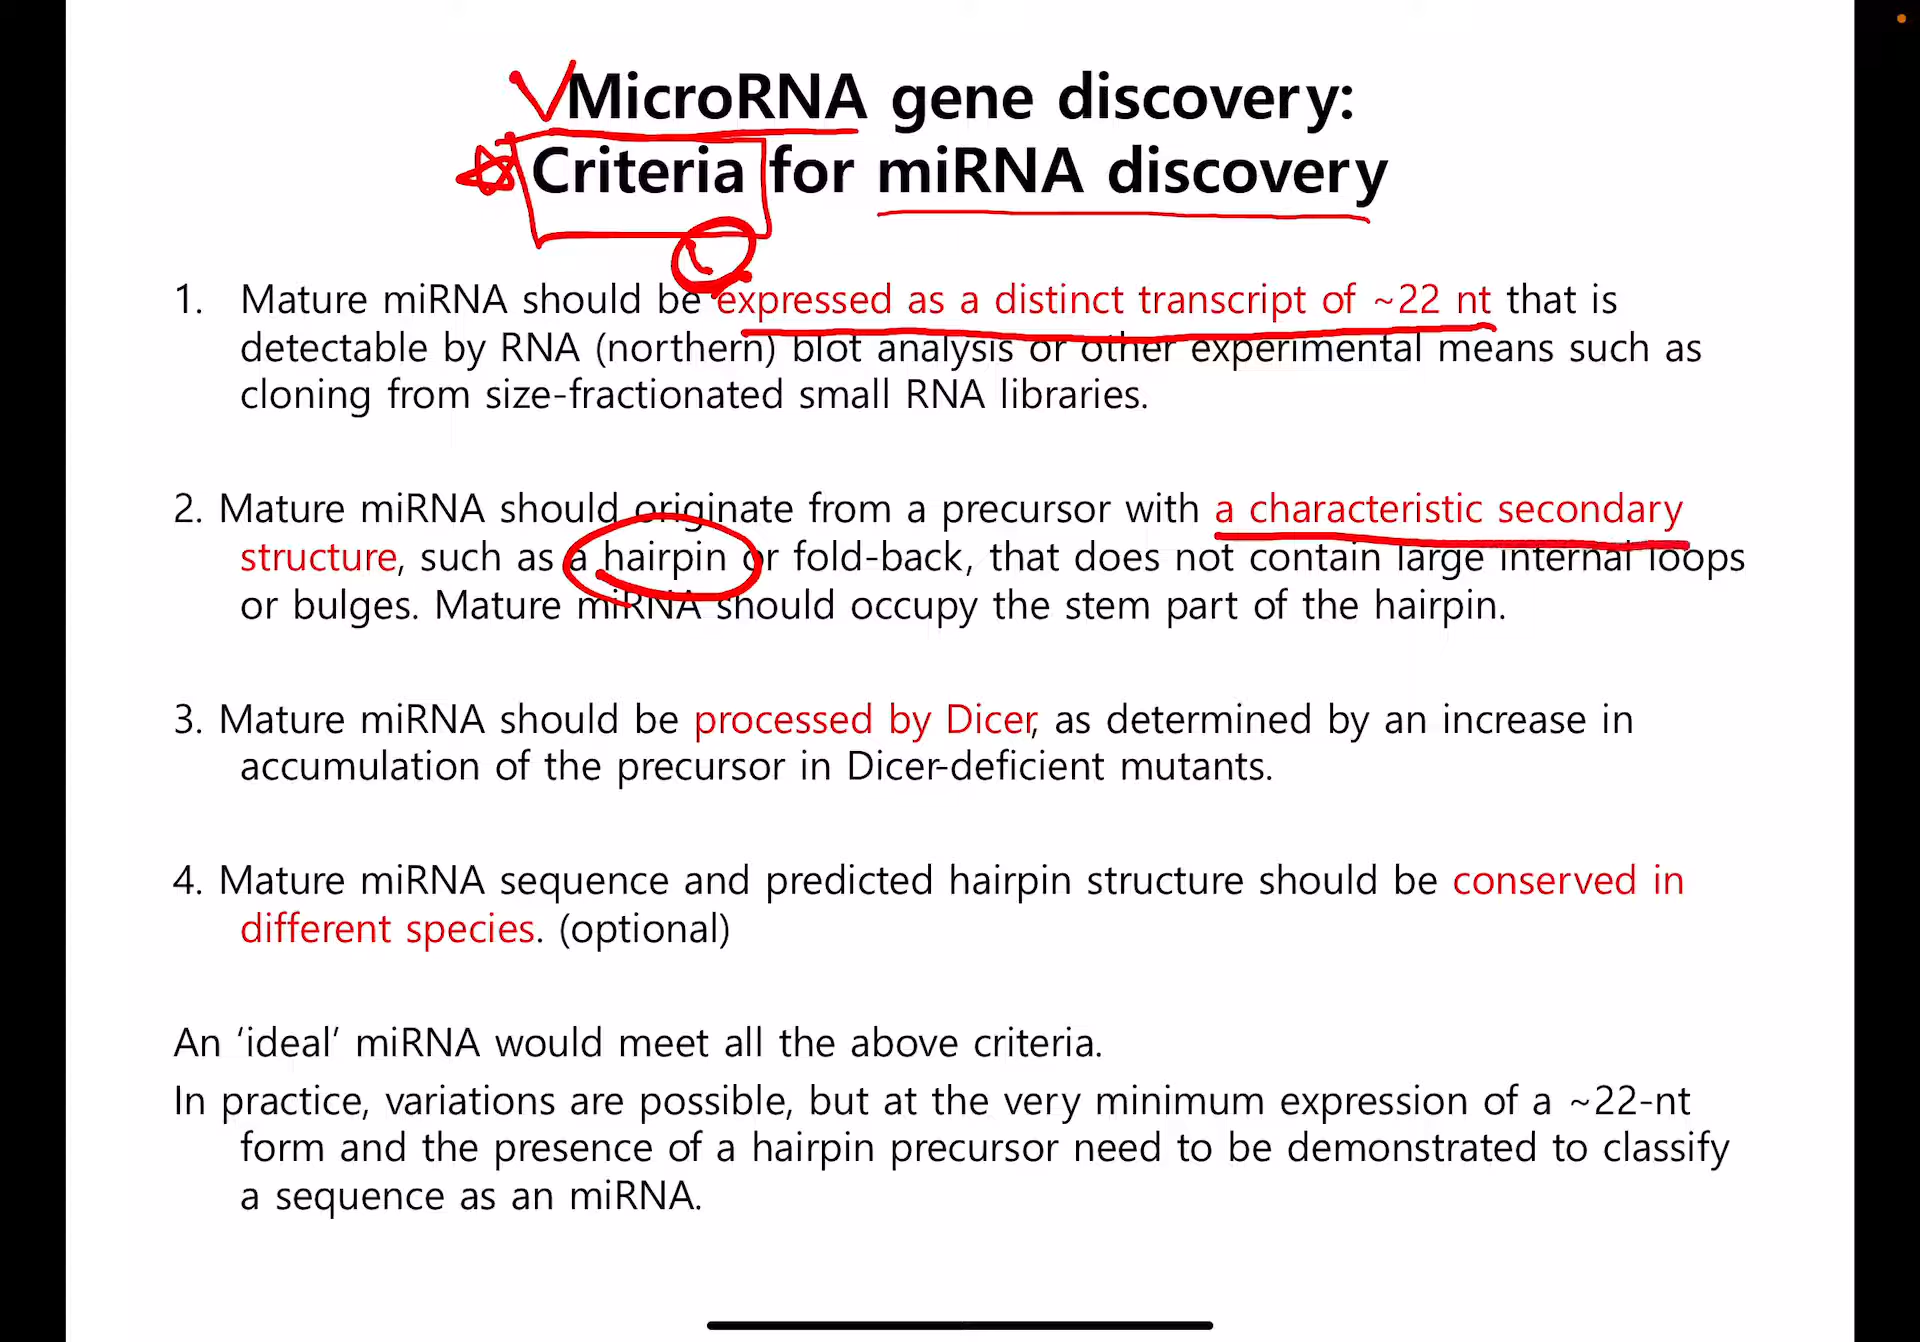 MicroRNA gene discovery:
Criteria for miRNA discovery
1. Mature miRNA should be expressed as a distinct transcript of ~22 nt that is
detectable by RNA (northern) blot analysis or other experimental means such as
cloning from size-fractionated small RNA libraries.
2. Mature miRNA should originate from a precursor with a characteristic secondary
structure, such as a hairpin or fold-back, that does not contain large internal loops
or bulges. Mature miRNA should occupy the stem part of the hairpin.
3. Mature miRNA should be processed by Dicer, as determined by an increase in
accumulation of the precursor in Dicer-deficient mutants.
4. Mature miRNA sequence and predicted hairpin structure should be conserved in
different species. (optional)
An ‘ideal’ miRNA would meet all the above criteria.
In practice, variations are possible, but at the very minimum expression of a ~22-nt
form and the presence of a hairpin precursor need to be demonstrated to classify
a sequence as an miRNA.